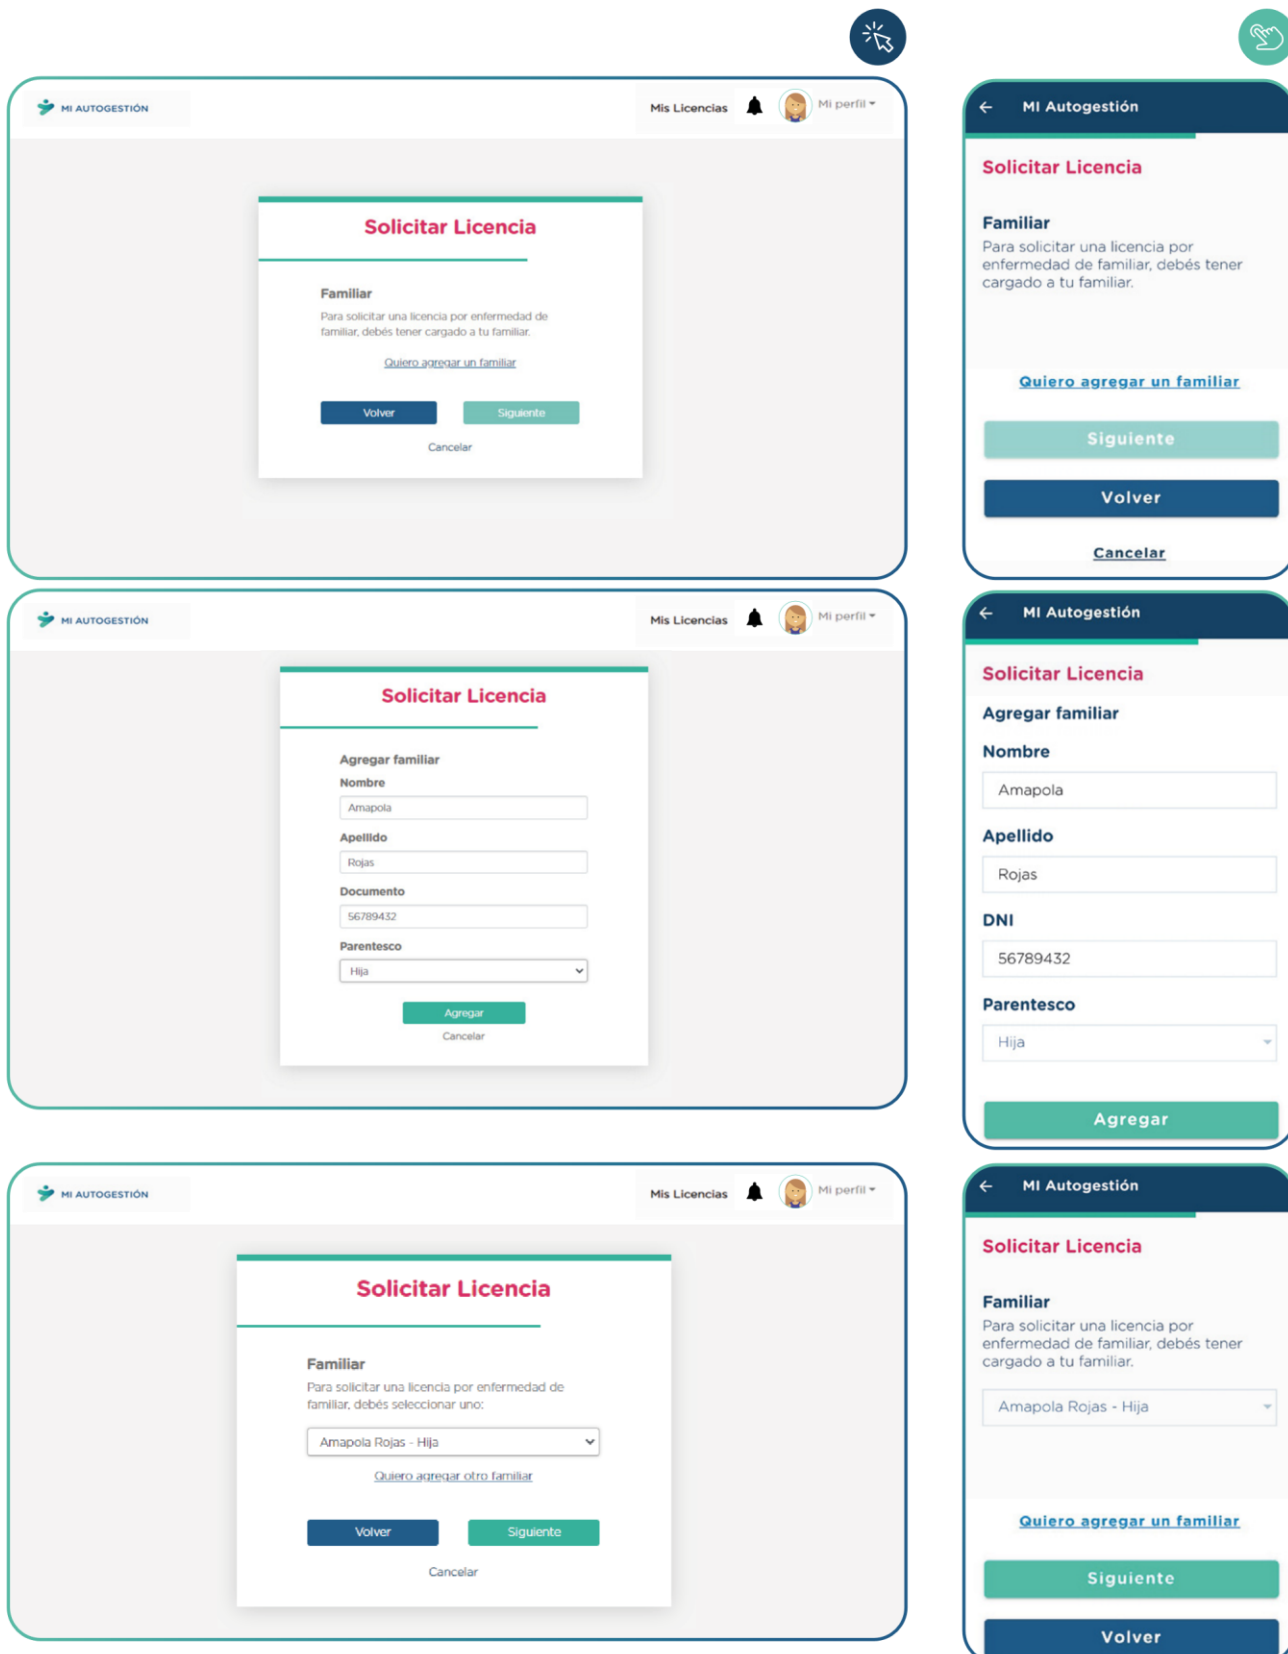 MI AUTOGESTIÓN
Mis Licencias
Mi perfil
Solicitar Licencia
Familiar
Para solicitar una licencia por enfermedad de
familiar, debés tener cargado a tu familiar.
Quiero agregar un familiar
Volver
Siguiente
Cancelar
MI Autogestión
Solicitar Licencia
Familiar
Para solicitar una licencia por
enfermedad de familiar, debés tener
cargado a tu familiar.
Quiero agregar un familiar
Siguiente
Volver
Cancelar
MI AUTOGESTIÓN
Mis Licencias
Mi perfil
Solicitar Licencia
Agregar familiar
Nombre
Amapola
Apellido
Rojas
Documento
56789432
Parentesco
Hija
Agregar
Cancelar
MI Autogestión
Solicitar Licencia
Agregar familiar
Nombre
Amapola
Apellido
Rojas
DNI
56789432
Parentesco
Hija
Agregar
MI AUTOGESTIÓN
Mis Licencias
Mi perfil
Solicitar Licencia
Familiar
Para solicitar una licencia por enfermedad de
familiar, debés seleccionar uno:
Amapola Rojas - Hija
Quiero agregar otro familiar
Volver
Siguiente
Cancelar
MI Autogestión
Solicitar Licencia
Familiar
Para solicitar una licencia por
enfermedad de familiar, debés tener
cargado a tu familiar.
Amapola Rojas - Hija
Quiero agregar un familiar
Siguiente
Volver